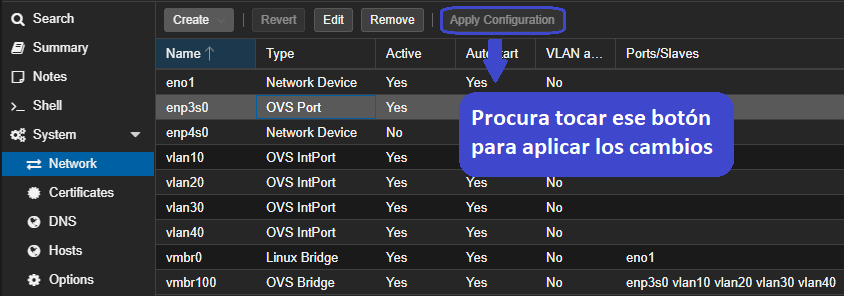 Search
Summary
Notes
Shell
System
Network
Certificates
DNS
Hosts
Options
Create Revert Edit Remove Apply Configuration
Name Type Active Autostart VLAN a... Ports/Slaves
eno1 Network Device Yes Yes No
enp3s0 OVS Port Yes
enp4s0 Network Device No
vlan10 OVS IntPort Yes
vlan20 OVS IntPort Yes Yes No
vlan30 OVS IntPort Yes Yes No
vlan40 OVS IntPort Yes Yes No
vmbr0 Linux Bridge Yes Yes No eno1
vmbr100 OVS Bridge Yes Yes No enp3s0 vlan10 vlan20 vlan30 vlan40
Procura tocar ese botón
para aplicar los cambios